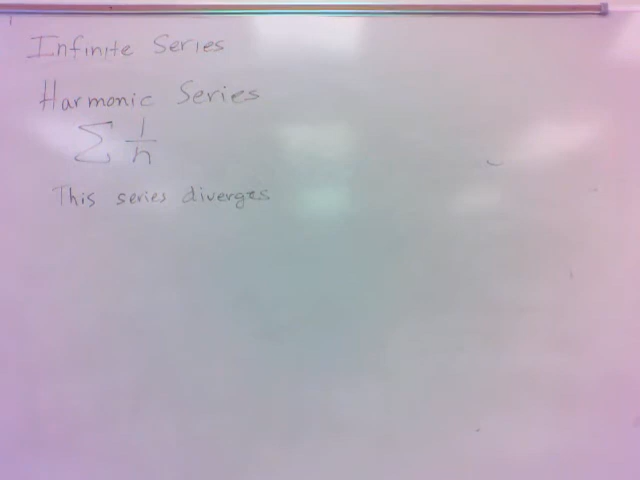 Infinite Series
Harmonic Series
∑ 1/n
This series diverges